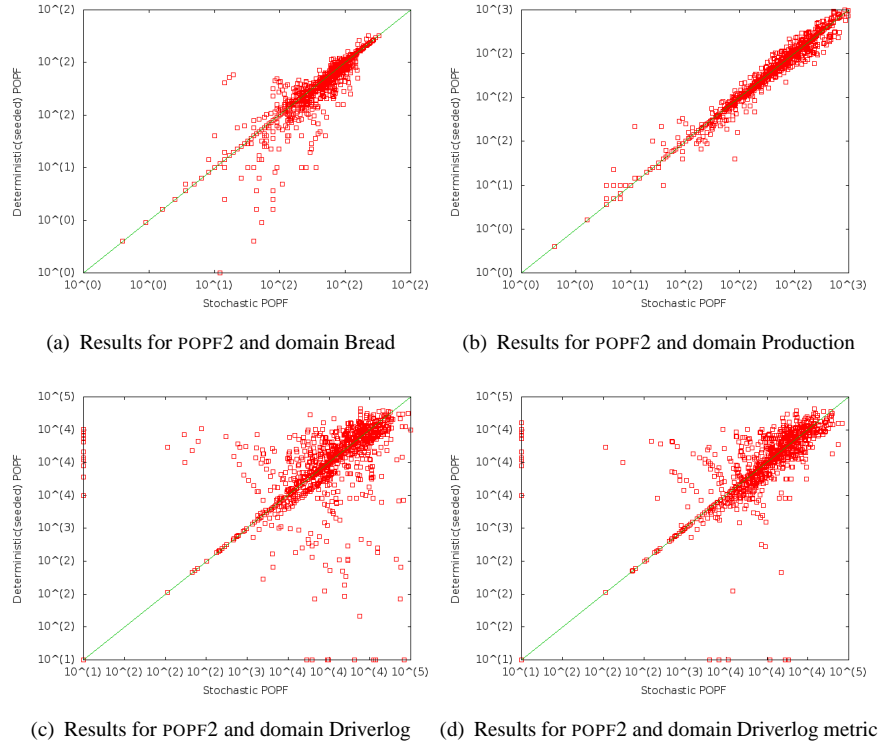 10^(2)
10^(2)
10^(2)
10^(1)
10^(0)
10^(0)
Deterministic(seeded) POPF
10^(0) 10^(0) 10^(1) 10^(2) 10^(2) 10^(2)
Stochastic POPF
(a) Results for POPF2 and domain Bread
10^(3)
10^(2)
10^(2)
10^(2)
10^(1)
10^(0)
10^(0)
Deterministic(seeded) POPF
10^(0) 10^(0) 10^(1) 10^(2) 10^(2) 10^(2) 10^(3)
Stochastic POPF
(b) Results for POPF2 and domain Production
10^(5)
10^(4)
10^(4)
10^(4)
10^(3)
10^(2)
10^(2)
10^(2)
10^(1)
Deterministic(seeded) POPF
10^(1) 10^(2) 10^(2) 10^(2) 10^(3) 10^(4) 10^(4) 10^(4) 10^(5)
Stochastic POPF
(c) Results for POPF2 and domain Driverlog
10^(5)
10^(4)
10^(4)
10^(4)
10^(3)
10^(2)
10^(2)
10^(2)
10^(1)
Deterministic(seeded) POPF
10^(1) 10^(2) 10^(2) 10^(2) 10^(3) 10^(4) 10^(4) 10^(4) 10^(5)
Stochastic POPF
(d) Results for POPF2 and domain Driverlog metric